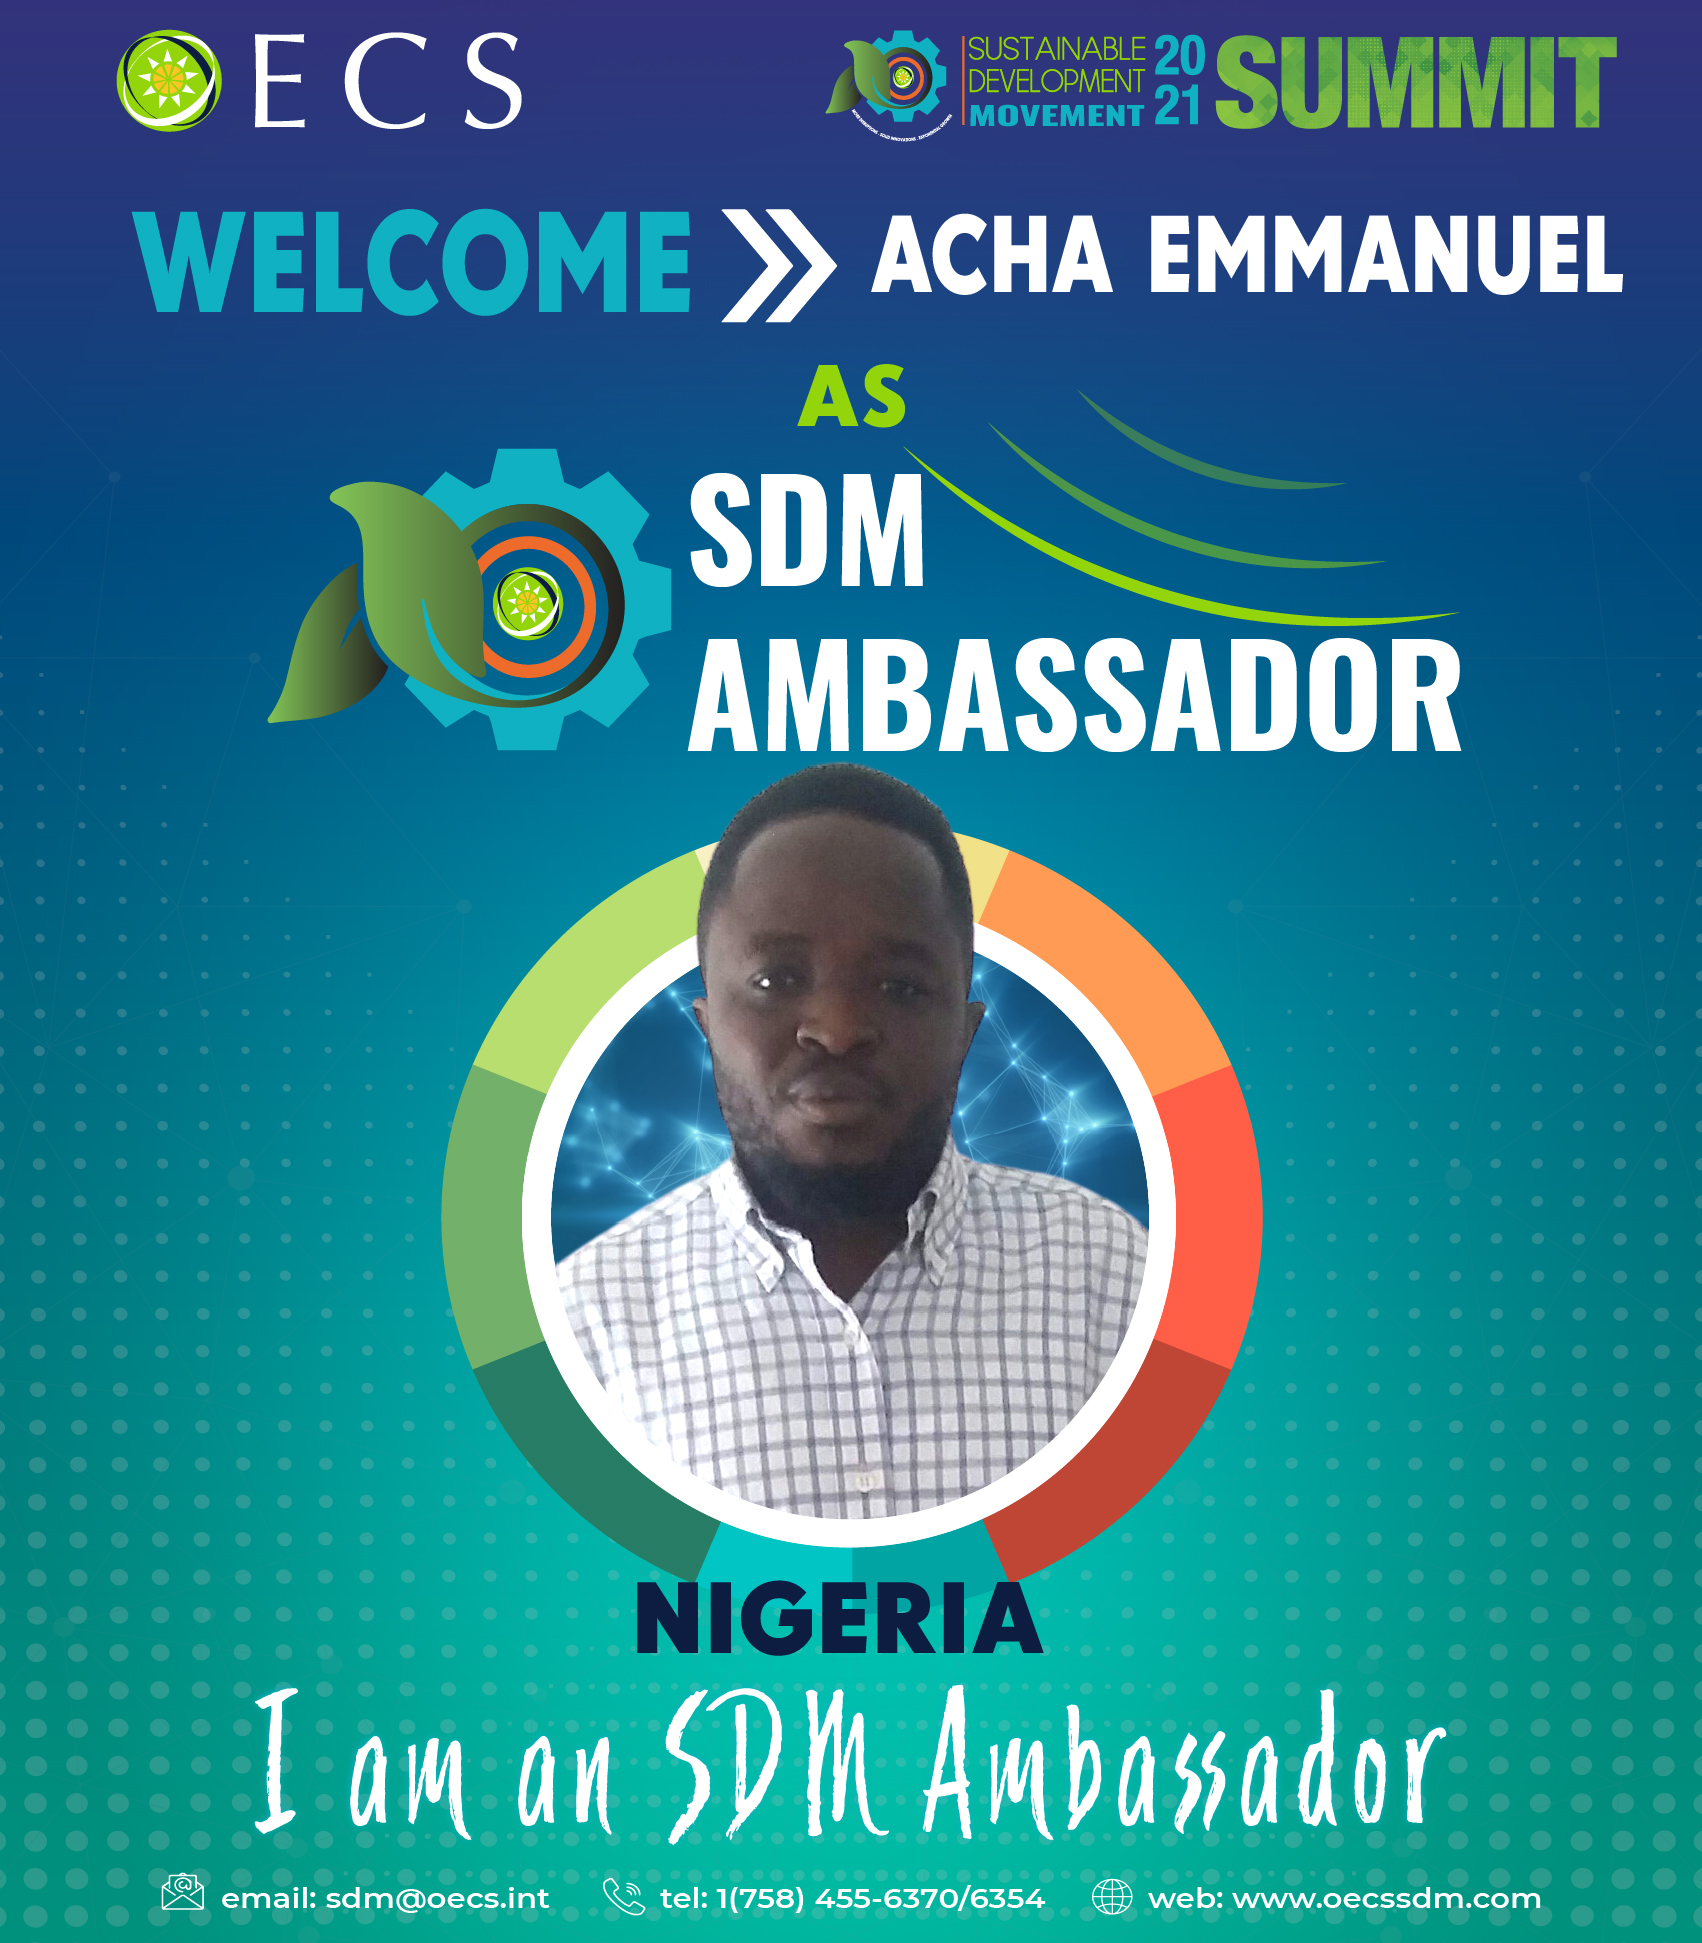 OECS
SUSTAINABLE
DEVELOPMENT
MOVEMENT
20
21
SUMMIT
WELCOME ACHA EMMANUEL
AS
SDM
AMBASSADOR
NIGERIA
I am an SDM Ambassador
email: sdm@oecs.int tel: 1(758) 455-6370/6354 web: www.oecssdm.com